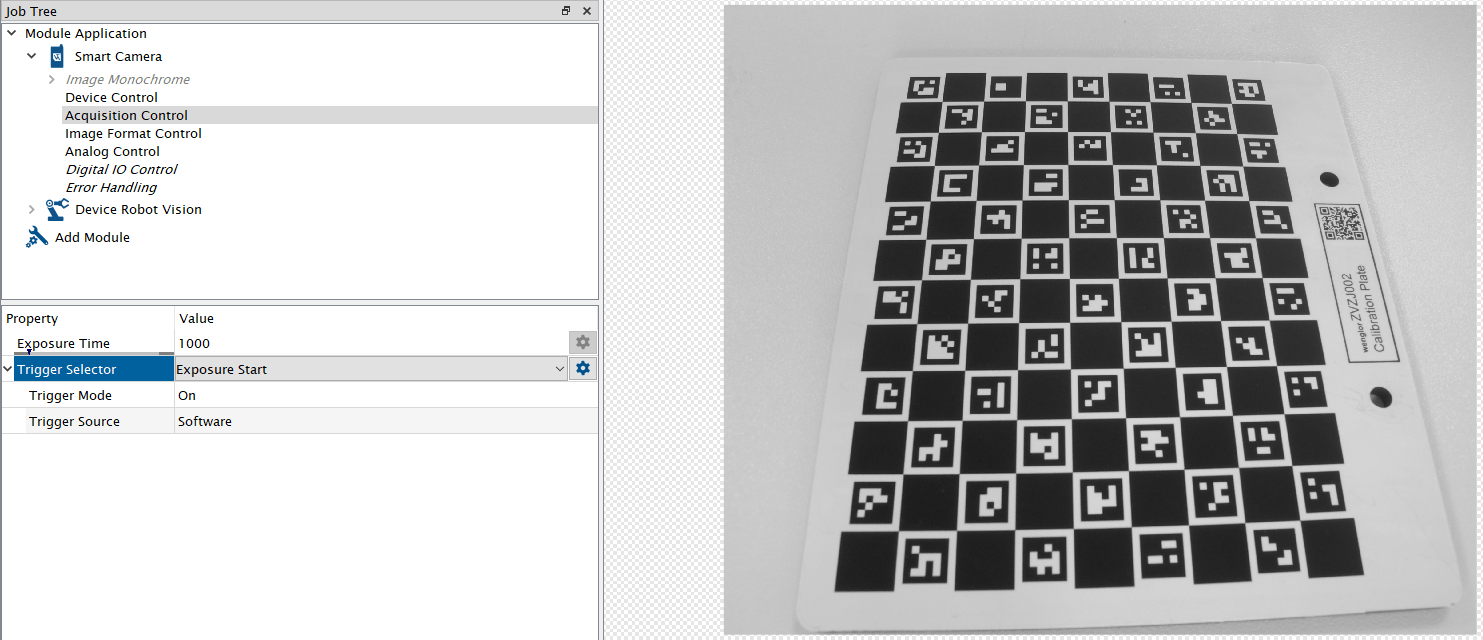 Job Tree
Module Application
Smart Camera
Image Monochrome
Device Control
Acquisition Control
Image Format Control
Analog Control
Digital IO Control
Error Handling
Device Robot Vision
Add Module
Property Value
Exposure Time 1000
Trigger Selector Exposure Start
Trigger Mode On
Trigger Source Software
wenglor ZVZJ002
Calibration Plate